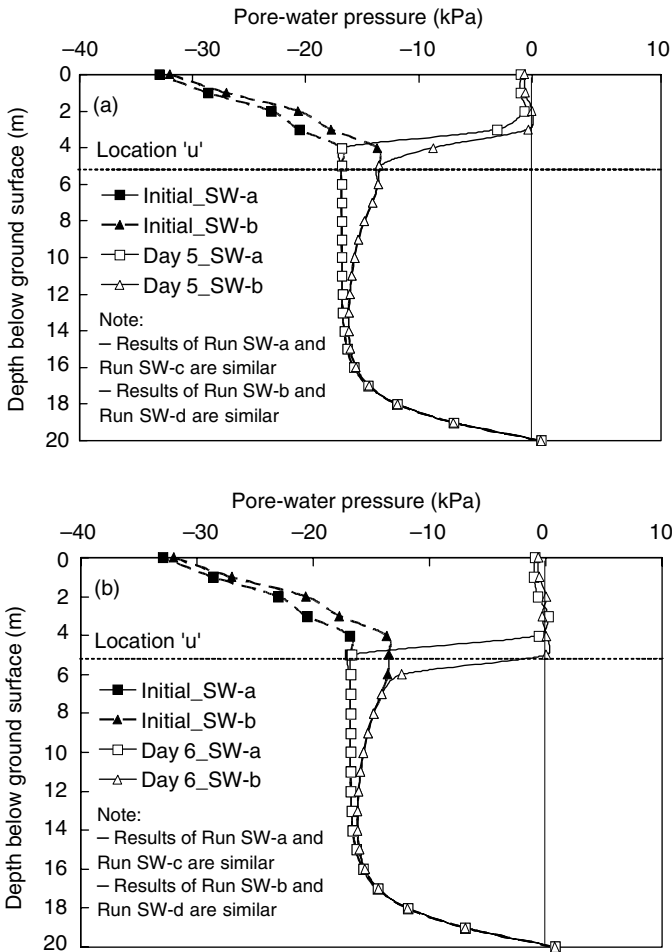 Pore-water pressure (kPa)
−40 −30 −20 −10 0 10
0
2
4
6
8
10
12
14
16
18
20
Depth below ground surface (m)
(a)
Location 'u'
Initial_SW-a
Initial_SW-b
Day 5_SW-a
Day 5_SW-b
Note:
– Results of Run SW-a and
Run SW-c are similar
– Results of Run SW-b and
Run SW-d are similar
Pore-water pressure (kPa)
−40 −30 −20 −10 0 10
0
2
4
6
8
10
12
14
16
18
20
Depth below ground surface (m)
(b)
Location 'u'
Initial_SW-a
Initial_SW-b
Day 6_SW-a
Day 6_SW-b
Note:
– Results of Run SW-a and
Run SW-c are similar
– Results of Run SW-b and
Run SW-d are similar